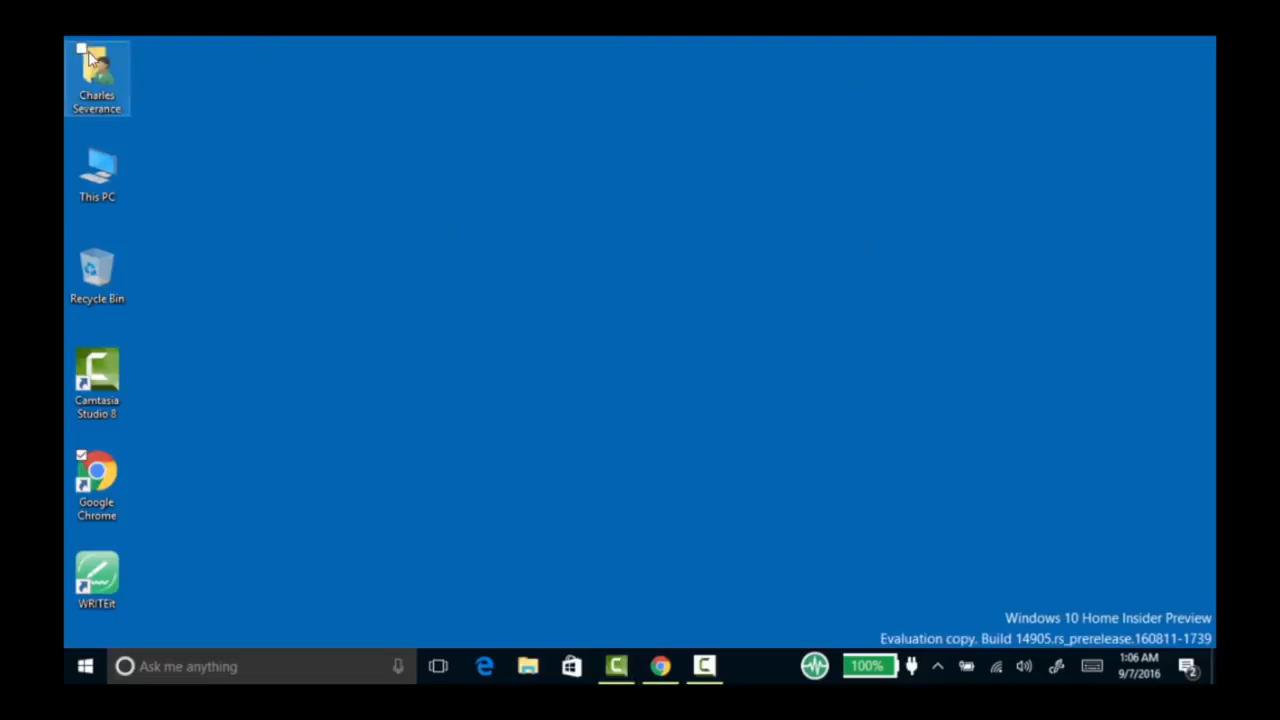 Charles
Severance
This PC
Recycle Bin
Camtasia
Studio 8
Google
Chrome
WRITEit
Windows 10 Home Insider Preview
Evaluation copy. Build 14905.rs_prerelease.160811-1739
Ask me anything
100%
1:06 AM
9/7/2016
2